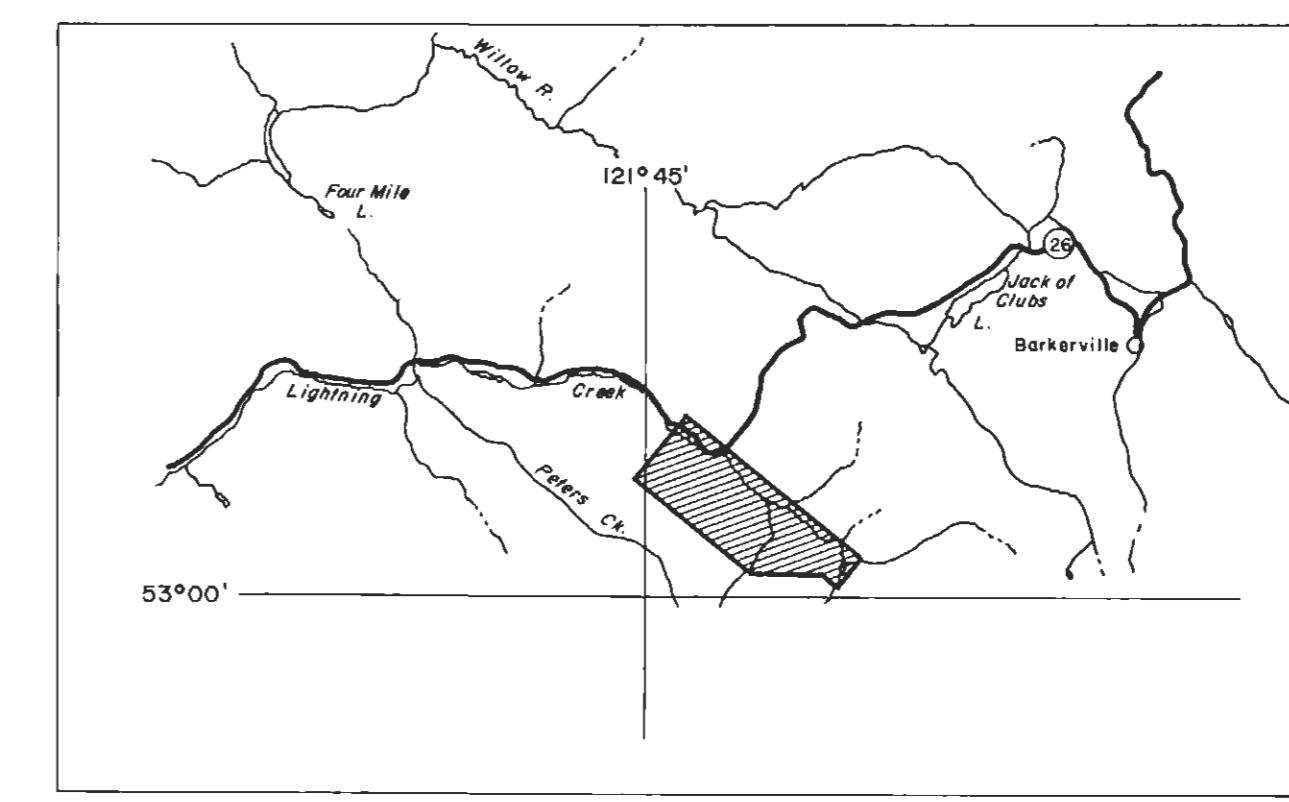 Willow R.
121° 45'
Four Mile
L.
26
Jack of
Clubs
L.
Barkerville
Lightning
Creek
Peters Ck.
53° 00'